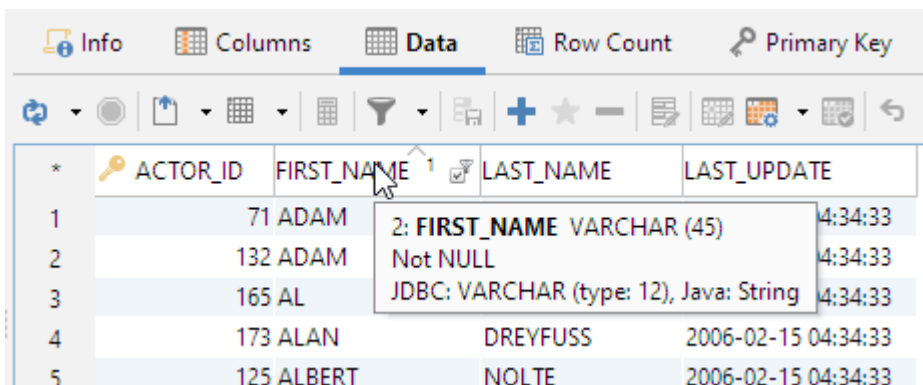 Info Columns Data Row Count Primary Key
* ACTOR_ID FIRST_NAME 1 LAST_NAME LAST_UPDATE
1 71 ADAM 04:34:33
2 132 ADAM 04:34:33
3 165 AL 04:34:33
2: FIRST_NAME VARCHAR (45)
Not NULL
JDBC: VARCHAR (type: 12), Java: String
4 173 ALAN DREYFUSS 2006-02-15 04:34:33
5 125 ALBERT NOLTE 2006-02-15 04:34:33